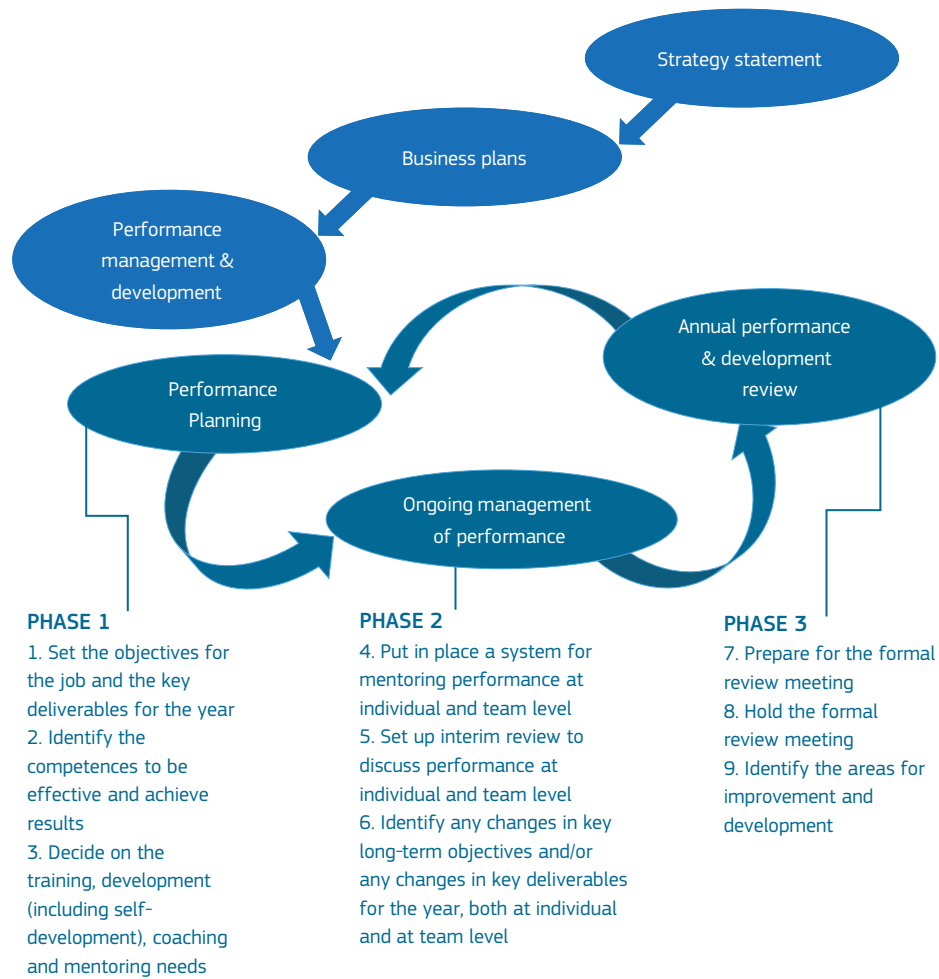 Strategy statement
Business plans
Performance
management &
development
Annual performance
& development
review
Performance
Planning
Ongoing management
of performance
PHASE 1
1. Set the objectives for
the job and the key
deliverables for the year
2. Identify the
competences to be
effective and achieve
results
3. Decide on the
training, development
(including self-
development), coaching
and mentoring needs
PHASE 2
4. Put in place a system for
mentoring performance at
individual and team level
5. Set up interim review to
discuss performance at
individual and team level
6. Identify any changes in key
long-term objectives and/or
any changes in key deliverables
for the year, both at individual
and at team level
PHASE 3
7. Prepare for the formal
review meeting
8. Hold the formal
review meeting
9. Identify the areas for
improvement and
development